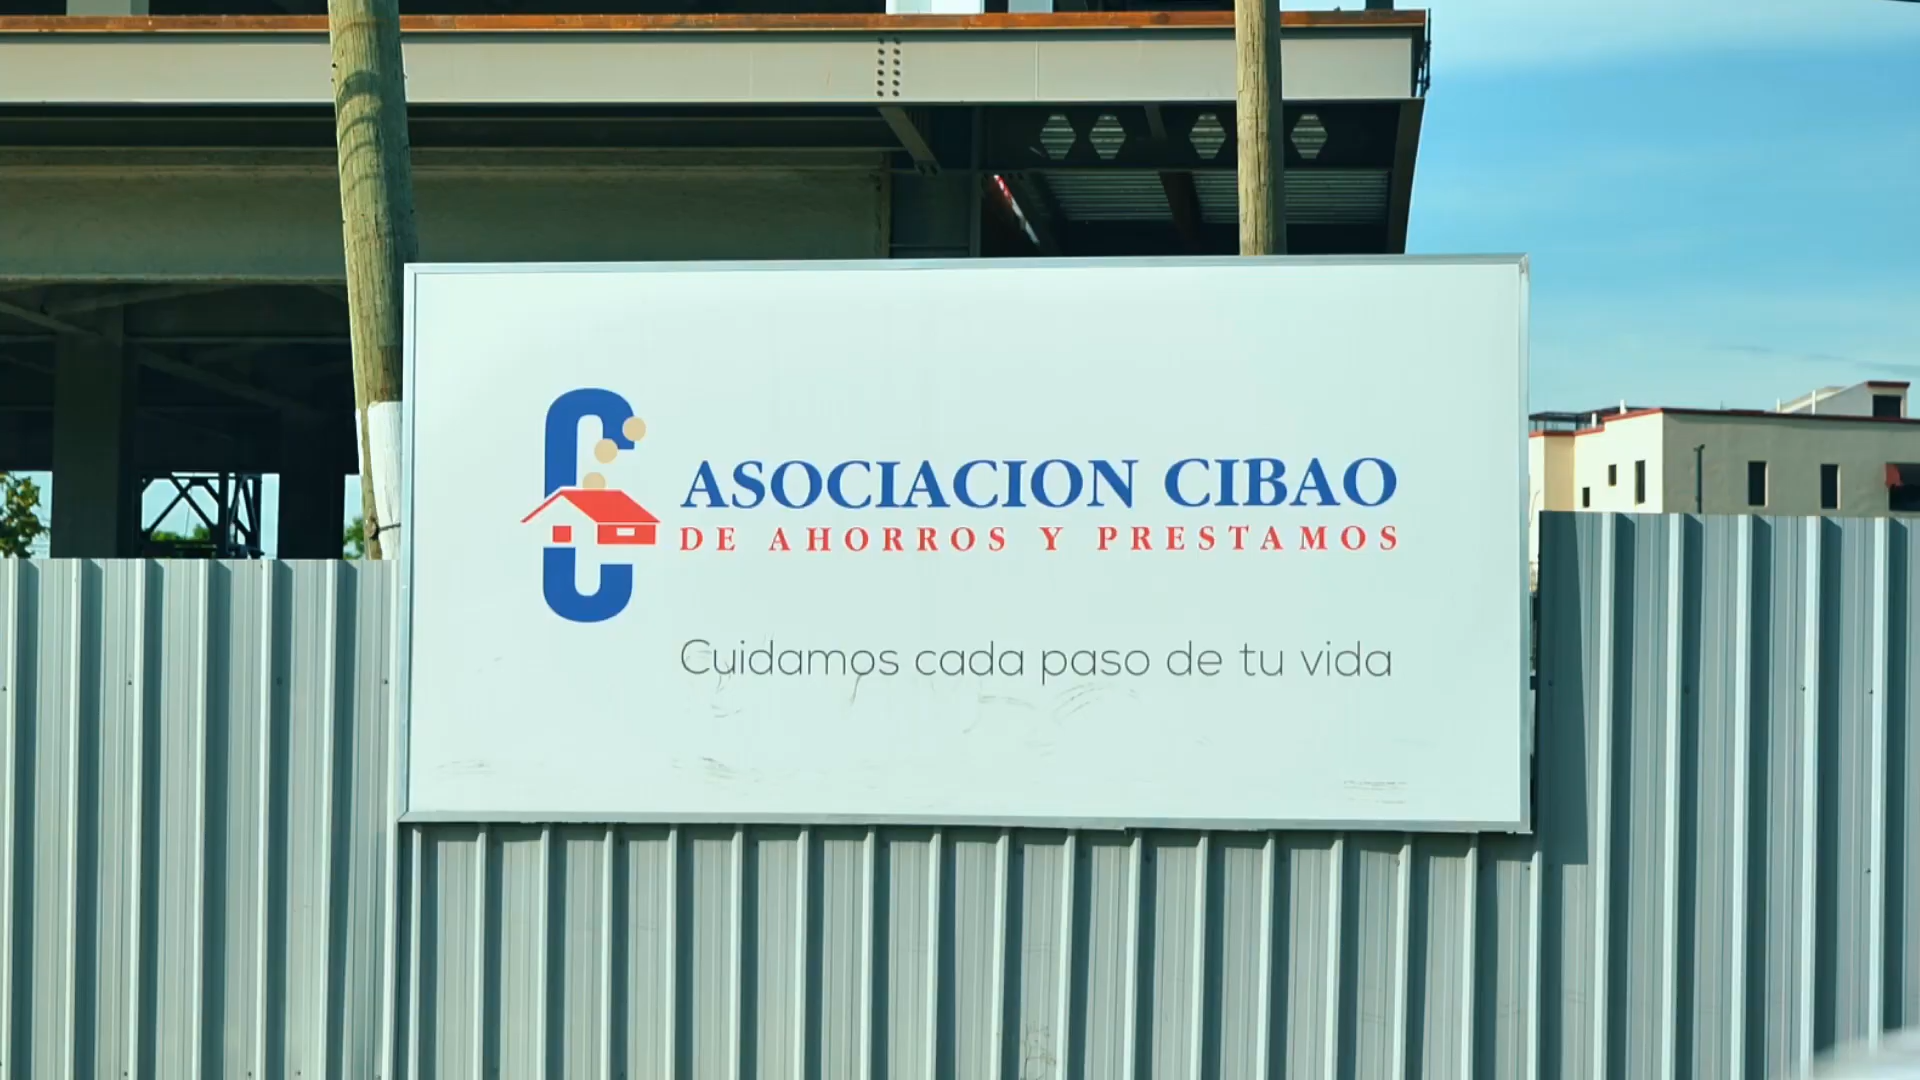 ASOCIACION CIBAO
DE AHORROS Y PRESTAMOS
Cuidamos cada paso de tu vida